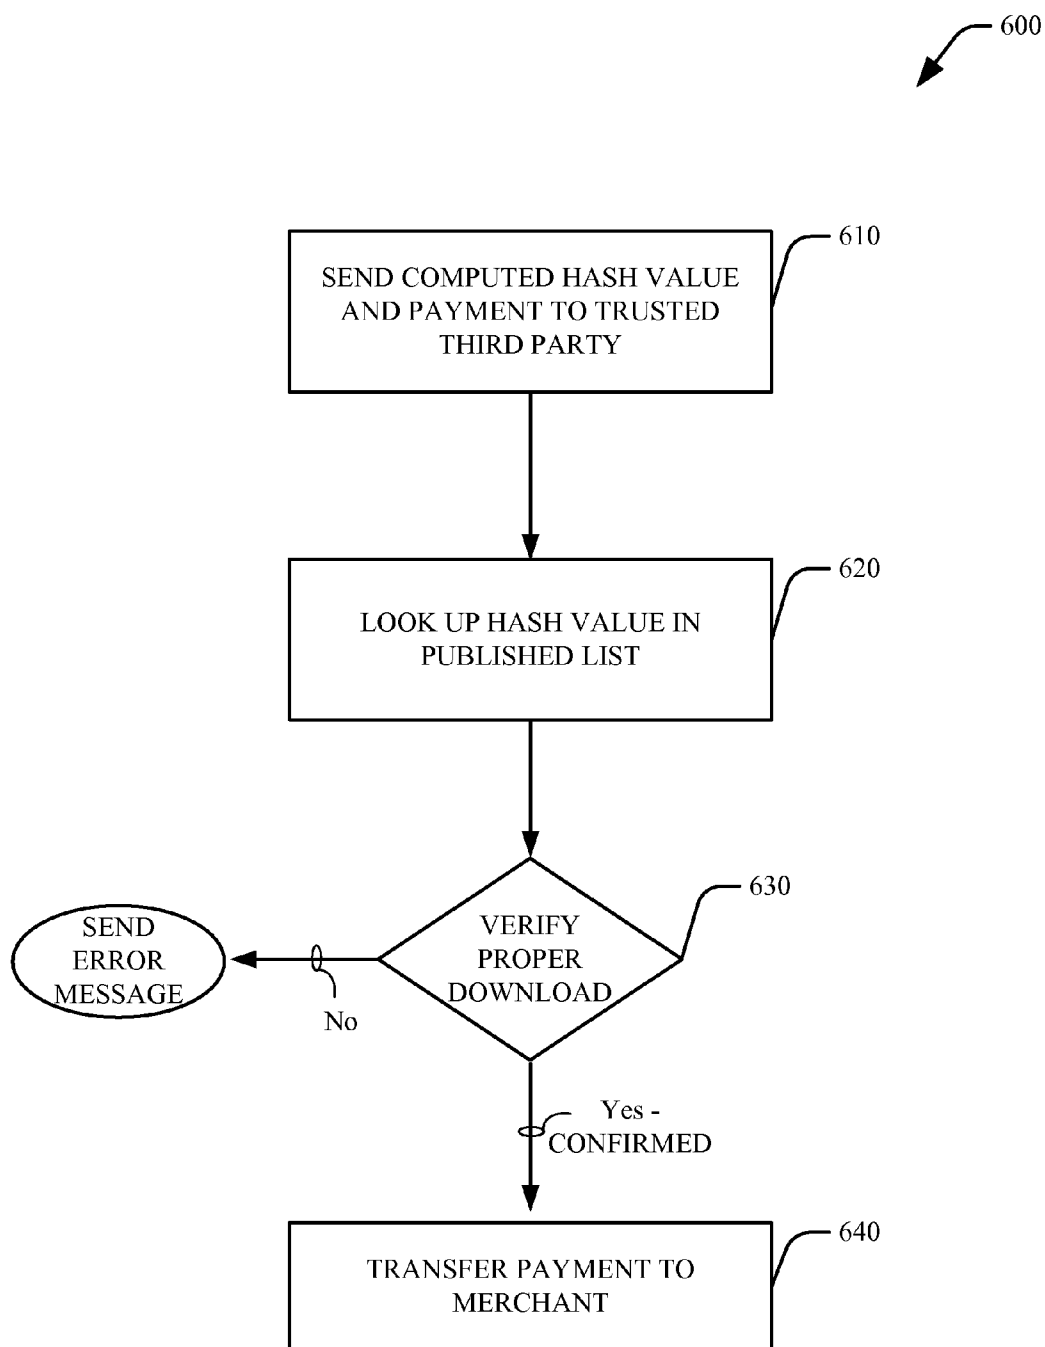 600
610
SEND COMPUTED HASH VALUE
AND PAYMENT TO TRUSTED
THIRD PARTY
620
LOOK UP HASH VALUE IN
PUBLISHED LIST
630
VERIFY
PROPER
DOWNLOAD
SEND
ERROR
MESSAGE
No
Yes -
CONFIRMED
640
TRANSFER PAYMENT TO
MERCHANT